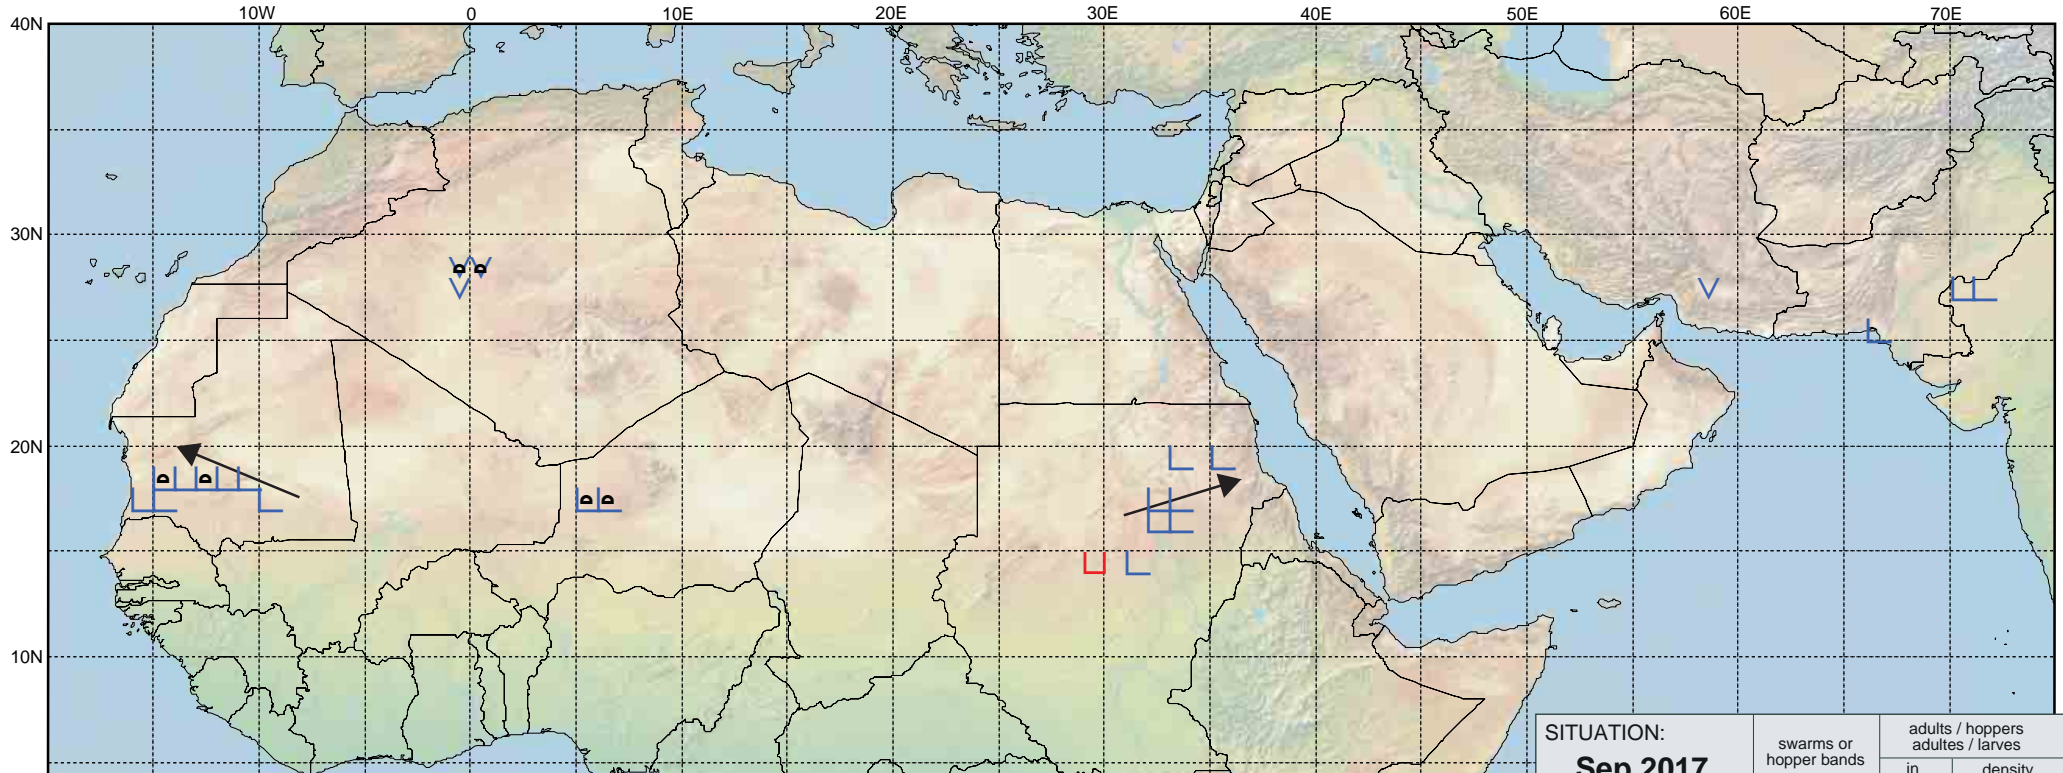 10W 0 10E 20E 30E 40E 50E 60E 70E
40N
30N
D D
20N
D D
D D
10N
SITUATION:
Sep 2017
swarms or
hopper bands
adults / hoppers
adultes / larves
in
density